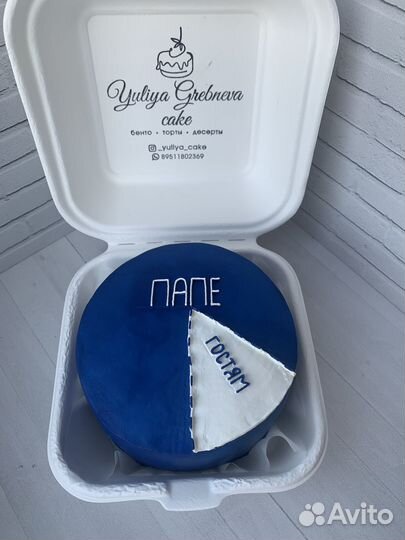 Yuliya Grebneva
cake
бенто • торты • десерты
_yuliya_cake
89511802369
ПАПЕ
ГОСТЯМ
Avito